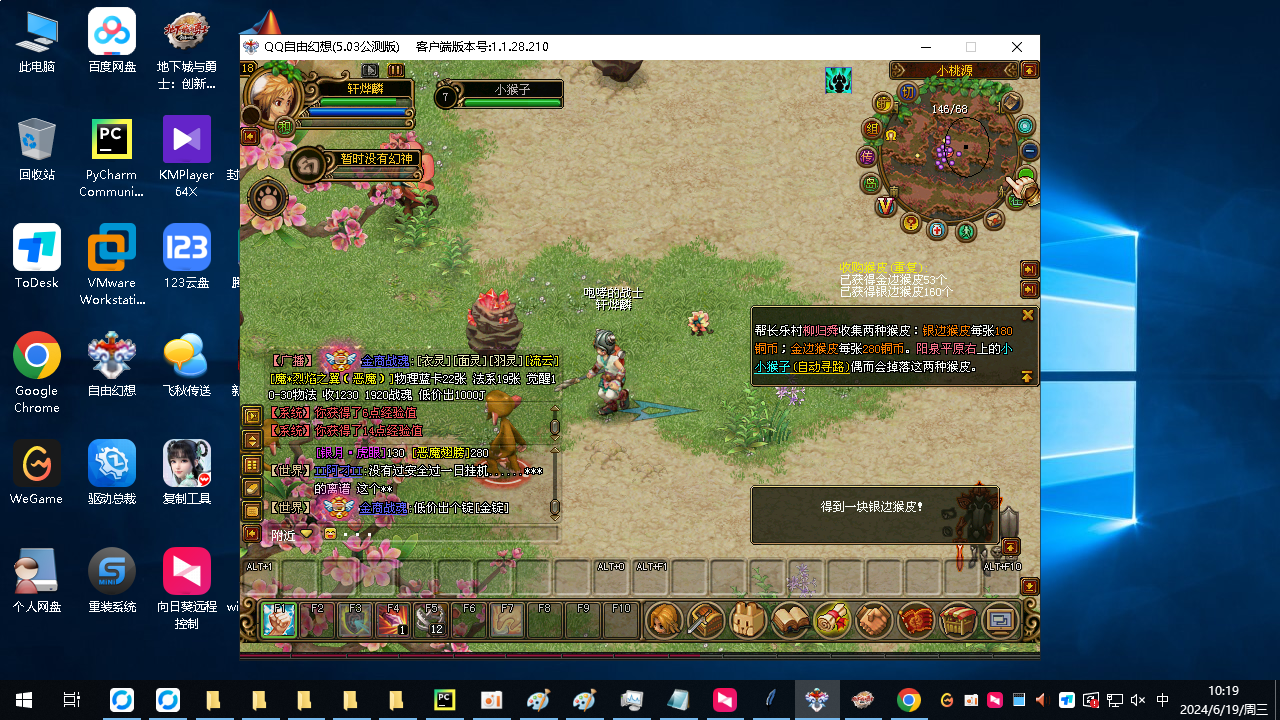 此电脑
百度网盘
地下城与勇士：创新...
回收站
PyCharm Communi...
KMPlayer 64X
ToDesk
VMware Workstati...
123云盘
Google Chrome
自由幻想
飞秋传送
WeGame
驱动总裁
复制工具
个人网盘
重装系统
向日葵远程控制
QQ自由幻想(5.03公测版) 客户端版本号:1.1.28.210
18
轩烨麟
和
7
小猴子
小桃源
146/68
幻
暂时没有幻神
收购猴皮(重复)
已获得金边猴皮53个
已获得银边猴皮160个
咆哮的战士
轩烨麟
帮长乐村柳归舜收集两种猴皮：银边猴皮每张180
铜币；金边猴皮每张280铜币。阳泉平原右上的小
小猴子(自动寻路)偶而会掉落这两种猴皮。
【广播】 金商战魂:[衣灵][面灵][羽灵][流云]
[魔*烈焰之翼（恶魔）]物理蓝卡22张 法系19张 觉醒1
0-30物法 收1230 1920战魂 低价出1000J
【系统】你获得了6点经验值
【系统】你获得了14点经验值
[银月·虎眼]130 [恶魔翅膀]280
没有过安全过一日挂机......***
的离谱 这个**
【世界】 金商战魂:低价出个锭[金锭]
附近
得到一块银边猴皮！
ALT+1 ALT+0 ALT+F1 ALT+F10
F1 F2 F3 F4 F5 F6 F7 F8 F9 F10
1 12
中
10:19
2024/6/19/周三